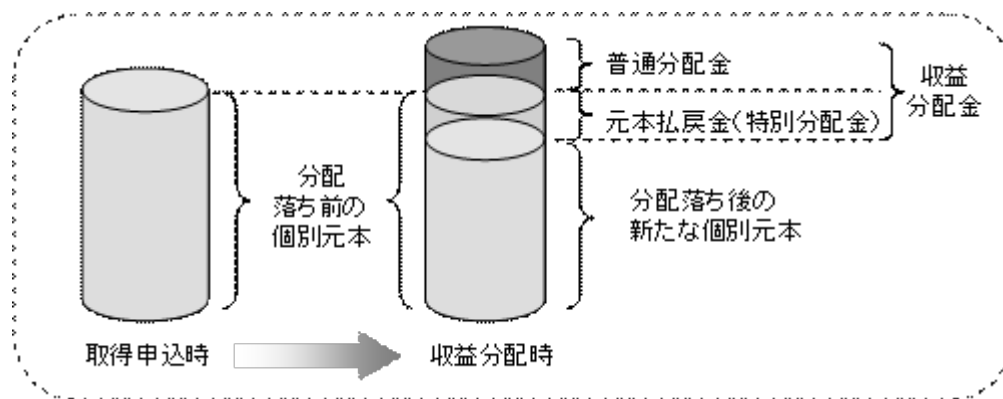 普通分配金
収益
分配金
元本払戻金(特別分配金)
分配
落ち前の
個別元本
分配落ち後の
新たな個別元本
取得申込時
収益分配時